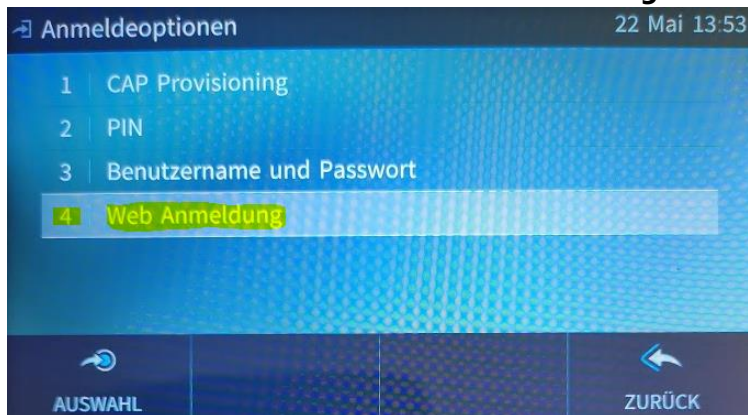 Anmeldeoptionen 22 Mai 13:53
1 CAP Provisioning
2 PIN
3 Benutzername und Passwort
4 Web Anmeldung
AUSWAHL ZURÜCK